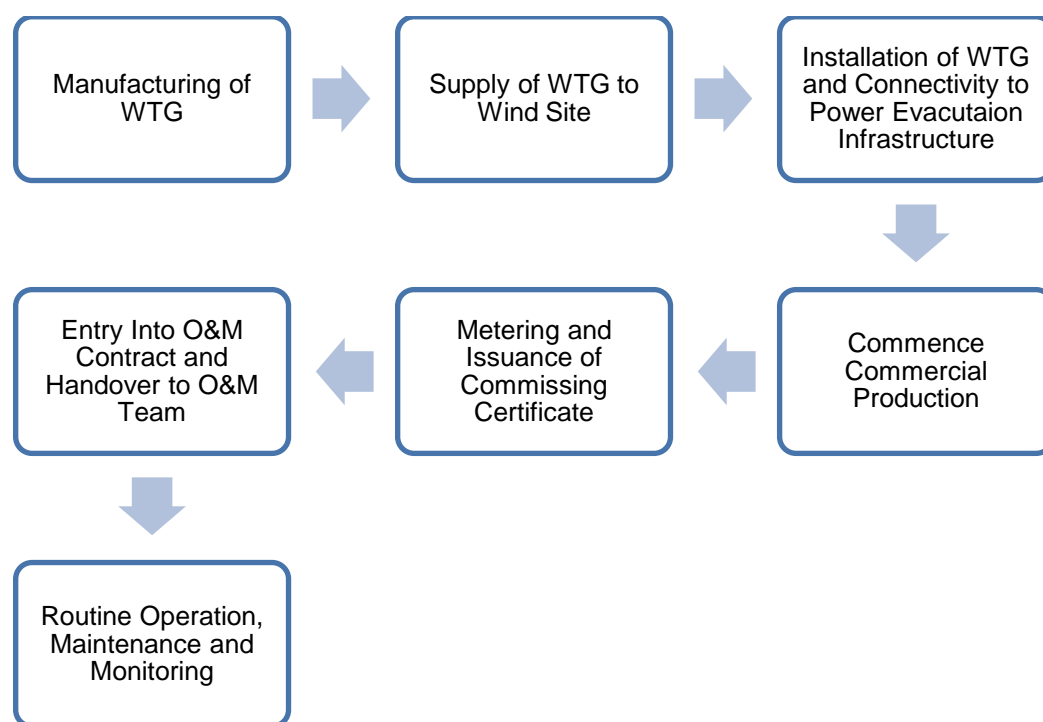 Manufacturing of
WTG
Supply of WTG to
Wind Site
Installation of WTG
and Connectivity to
Power Evacutaion
Infrastructure
Commence
Commercial
Production
Metering and
Issuance of
Commissing
Certificate
Entry Into O&M
Contract and
Handover to O&M
Team
Routine Operation,
Maintenance and
Monitoring